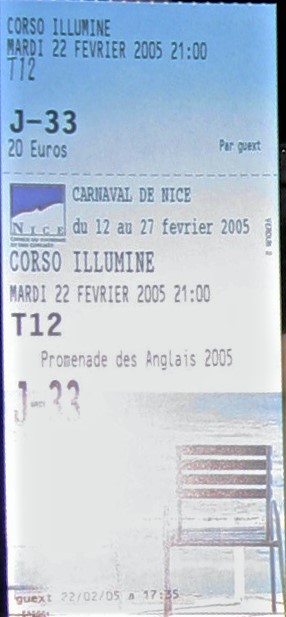 CORSO ILLUMINE
MARDI 22 FEVRIER 2005 21:00
T12
J-33
20 Euros
Par guext
CARNAVAL DE NICE
NICE
du 12 au 27 fevrier 2005
CORSO ILLUMINE
MARDI 22 FEVRIER 2005 21:00
T12
Promenade des Anglais 2005
J-33
guext 22/02/05 a 17:35